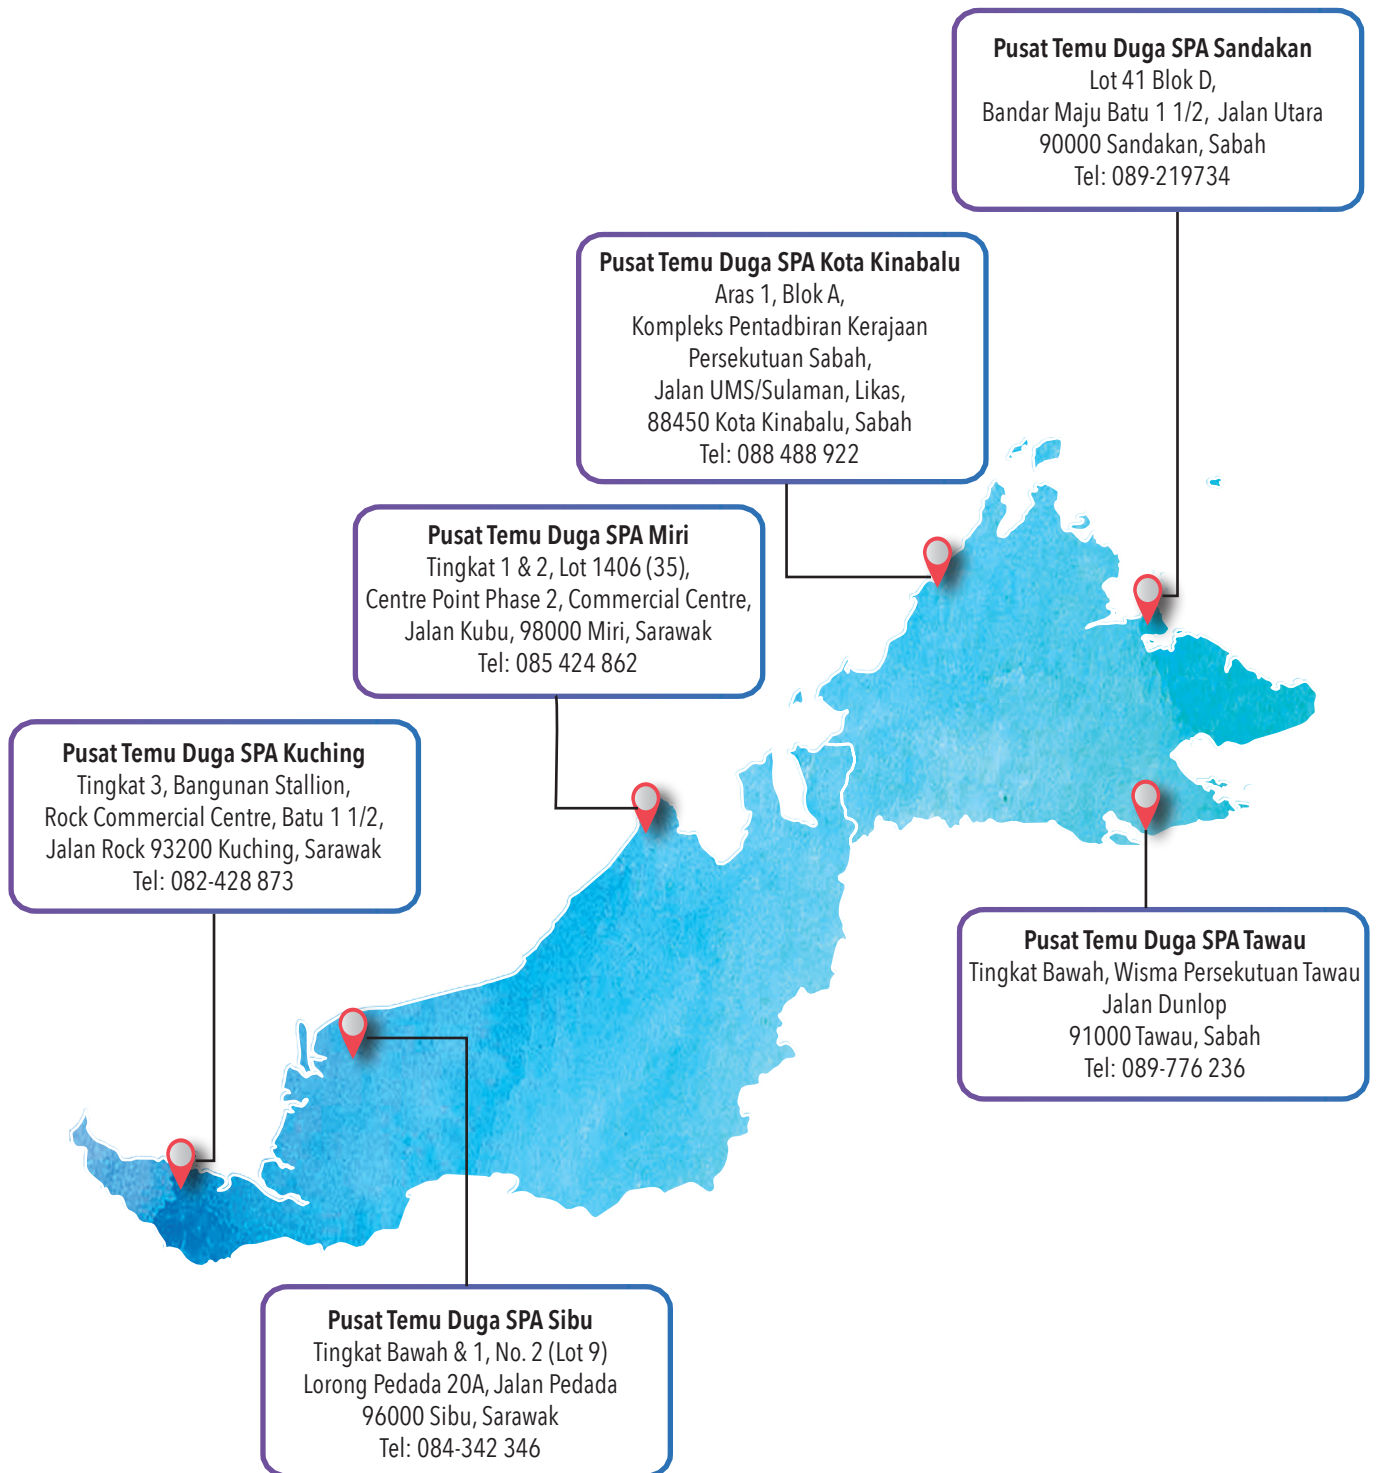 Pusat Temu Duga SPA Sandakan
Lot 41 Blok D,
Bandar Maju Batu 1 1/2, Jalan Utara
90000 Sandakan, Sabah
Tel: 089-219734
Pusat Temu Duga SPA Kota Kinabalu
Aras 1, Blok A,
Kompleks Pentadbiran Kerajaan
Persekutuan Sabah,
Jalan UMS/Sulaman, Likas,
88450 Kota Kinabalu, Sabah
Tel: 088 488 922
Pusat Temu Duga SPA Miri
Tingkat 1 & 2, Lot 1406 (35),
Centre Point Phase 2, Commercial Centre,
Jalan Kubu, 98000 Miri, Sarawak
Tel: 085 424 862
Pusat Temu Duga SPA Kuching
Tingkat 3, Bangunan Stallion,
Rock Commercial Centre, Batu 1 1/2,
Jalan Rock 93200 Kuching, Sarawak
Tel: 082-428 873
Pusat Temu Duga SPA Tawau
Tingkat Bawah, Wisma Persekutuan Tawau
Jalan Dunlop
91000 Tawau, Sabah
Tel: 089-776 236
Pusat Temu Duga SPA Sibu
Tingkat Bawah & 1, No. 2 (Lot 9)
Lorong Pedada 20A, Jalan Pedada
96000 Sibu, Sarawak
Tel: 084-342 346